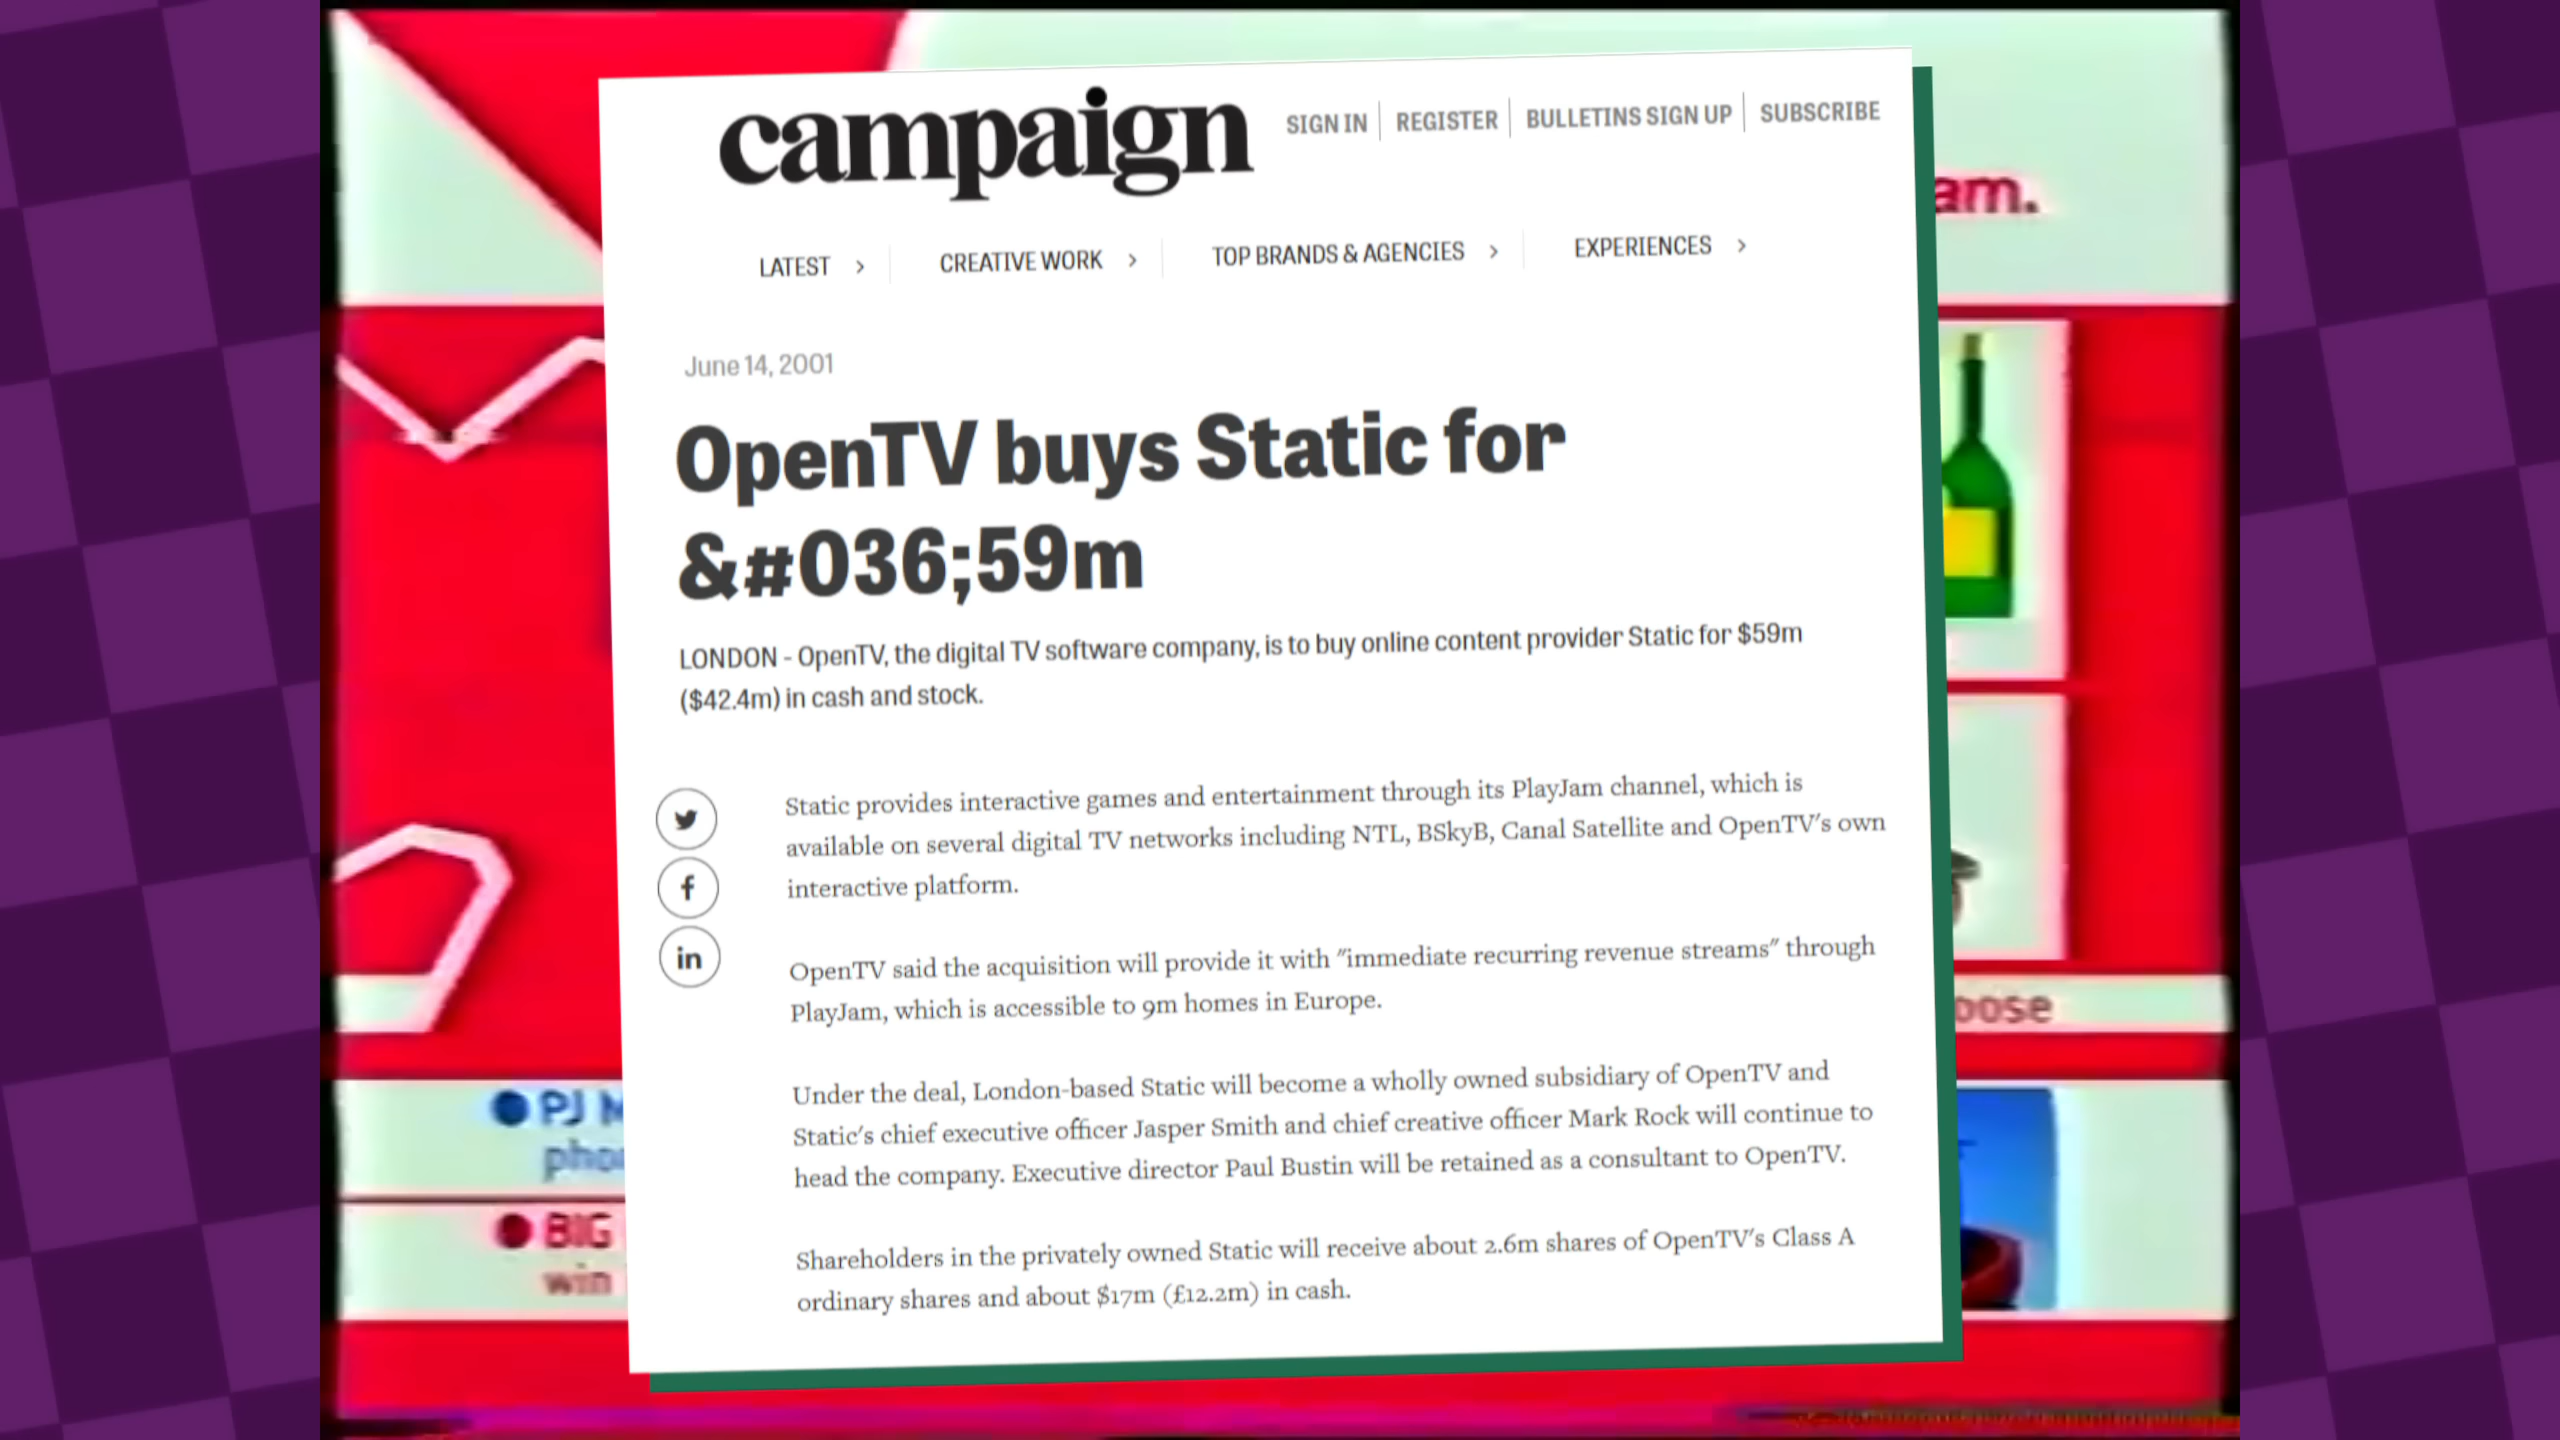 campaign
SIGN IN
REGISTER
BULLETINS SIGN UP
SUBSCRIBE
am.
LATEST
CREATIVE WORK
TOP BRANDS & AGENCIES
EXPERIENCES
June 14, 2001
OpenTV buys Static for
&#036;59m
LONDON - OpenTV, the digital TV software company, is to buy online content provider Static for $59m
($42.4m) in cash and stock.
Static provides interactive games and entertainment through its PlayJam channel, which is
available on several digital TV networks including NTL, BSkyB, Canal Satellite and OpenTV's own
interactive platform.
OpenTV said the acquisition will provide it with "immediate recurring revenue streams" through
PlayJam, which is accessible to 9m homes in Europe.
oose
Under the deal, London-based Static will become a wholly owned subsidiary of OpenTV and
Static's chief executive officer Jasper Smith and chief creative officer Mark Rock will continue to
head the company. Executive director Paul Bustin will be retained as a consultant to OpenTV.
Shareholders in the privately owned Static will receive about 2.6m shares of OpenTV's Class A
ordinary shares and about $17m (£12.2m) in cash.
PJ M
pho
BIG
win